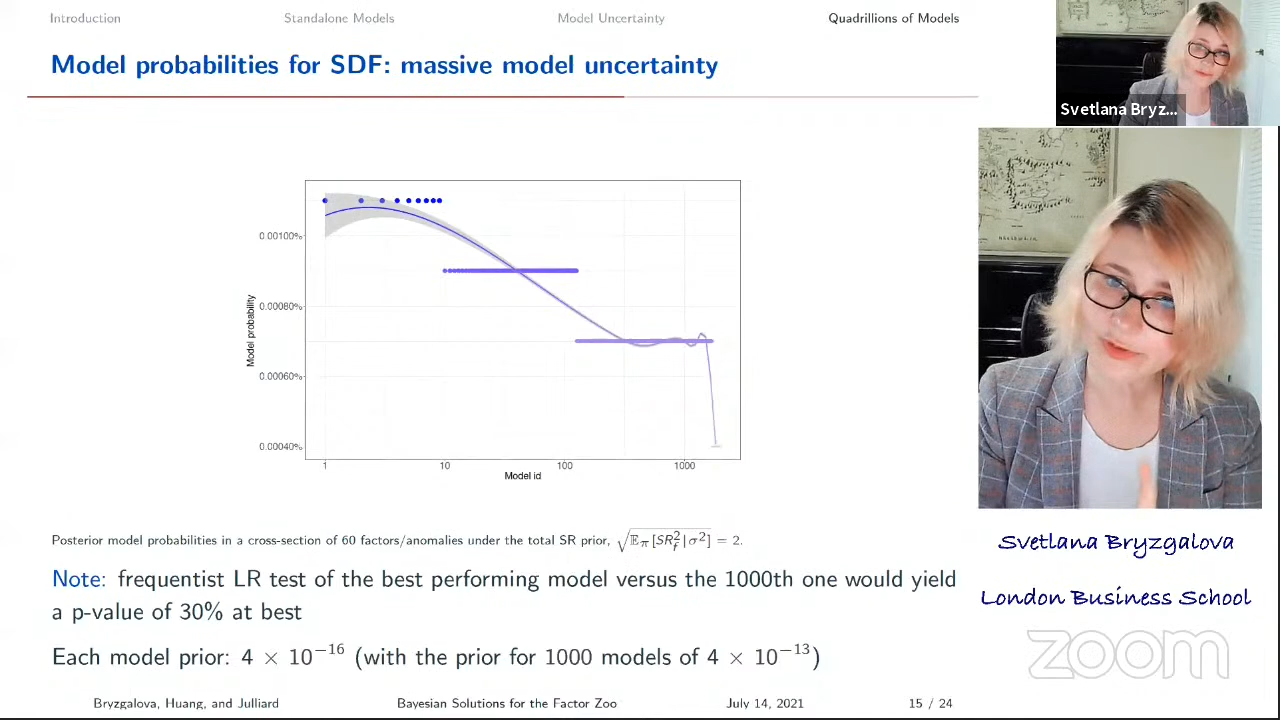 Introduction Standalone Models Model Uncertainty Quadrillions of Models
Model probabilities for SDF: massive model uncertainty
Svetlana Bryz...
0.00100%
0.00080%
0.00060%
0.00040%
Model probability
1 10 100 1000
Model id
Posterior model probabilities in a cross-section of 60 factors/anomalies under the total SR prior, √𝔼π[SR²f|σ²] = 2.
Note: frequentist LR test of the best performing model versus the 1000th one would yield
a p-value of 30% at best
Each model prior: 4 × 10⁻¹⁶ (with the prior for 1000 models of 4 × 10⁻¹³)
Svetlana Bryzgalova
London Business School
zoom
Bryzgalova, Huang, and Julliard Bayesian Solutions for the Factor Zoo July 14, 2021 15 / 24